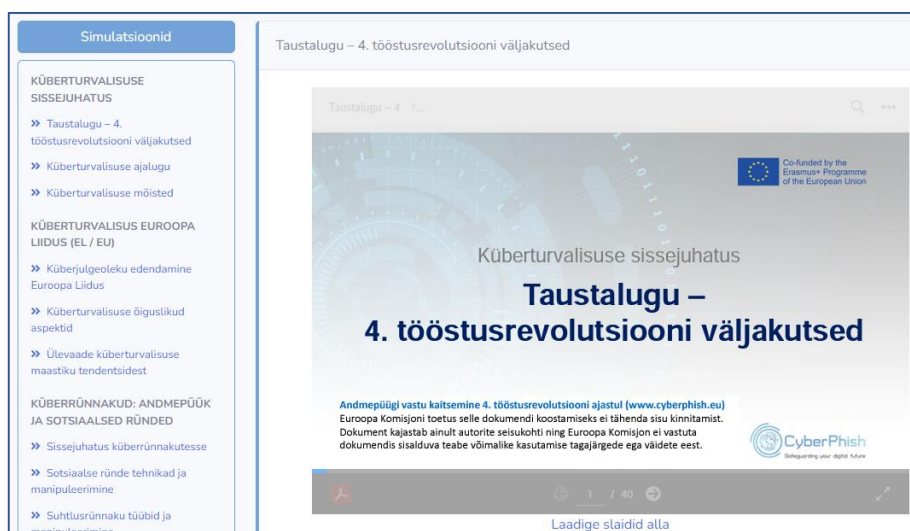 Simulatsioonid
KÜBERTURVALISUSE
SISSEJUHATUS
» Taustalugu – 4.
tööstusrevolutsiooni väljakutsed
» Küberturvalisuse ajalugu
» Küberturvalisuse mõisted
KÜBERTURVALISUS EUROOPA
LIIDUS (EL / EU)
» Küberjulgeoleku edendamine
Euroopa Liidus
» Küberturvalisuse õiguslikud
aspektid
» Ülevaade küberturvalisuse
maastiku tendentsidest
KÜBERRÜNNAKUD: ANDMEPÜÜK
JA SOTSIAALSED RÜNDED
» Sissejuhatus küberrünnakutesse
» Sotsiaalse ründe tehnikad ja
manipuleerimine
» Suhtlusrünnaku tüübid ja
Taustalugu – 4. tööstusrevolutsiooni väljakutsed
Taustalugu – 4
Co-funded by the
Erasmus+ Programme
of the European Union
Küberturvalisuse sissejuhatus
Taustalugu –
4. tööstusrevolutsiooni väljakutsed
Andmepüügi vastu kaitsemine 4. tööstusrevolutsiooni ajastul (www.cyberphish.eu)
Euroopa Komisjoni toetus selle dokumendi koostamiseks ei tähenda sisu kinnitamist.
Dokument kajastab ainult autorite seisukohti ning Euroopa Komisjon ei vastuta
dokumendis sisalduva teabe võimalike kasutamise tagajärgede ega väidete eest.
CyberPhish
Safeguarding your digital future
1 / 40
Laadige slaidid alla